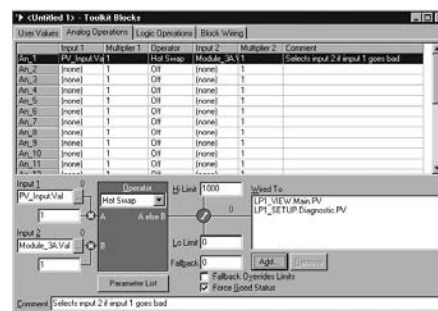 <Untitled 1> - Toolkit Blocks
User Values Analog Operations Logic Operations Block Wiring
Input 1 Multiplier 1 Operator Input 2 Multiplier 2 Comment
An_1 PV_Input.Va 1 Hot Swap Module_3A.V 1 Selects input 2 if input 1 goes bad
An_2 (none) 1 Off (none) 1
An_3 (none) 1 Off (none) 1
An_4 (none) 1 Off (none) 1
An_5 (none) 1 Off (none) 1
An_6 (none) 1 Off (none) 1
An_7 (none) 1 Off (none) 1
An_8 (none) 1 Off (none) 1
An_9 (none) 1 Off (none) 1
An_10 (none) 1 Off (none) 1
An_11 (none) 1 Off (none) 1
Input 1 0 Operator Hi Limit 1000 Wired To
PV_Input.Val ... Hot Swap LP1_VIEW.Main.PV
1 A A else B 0 LP1_SETUP.Diagnostic.PV
Input 2 0
Module_3A.Val ... B Lo Limit 0
1 Fallback 0 Add... Remove
Parameter List Fallback Overrides Limits
Force Good Status
Comment Selects input 2 if input 1 goes bad